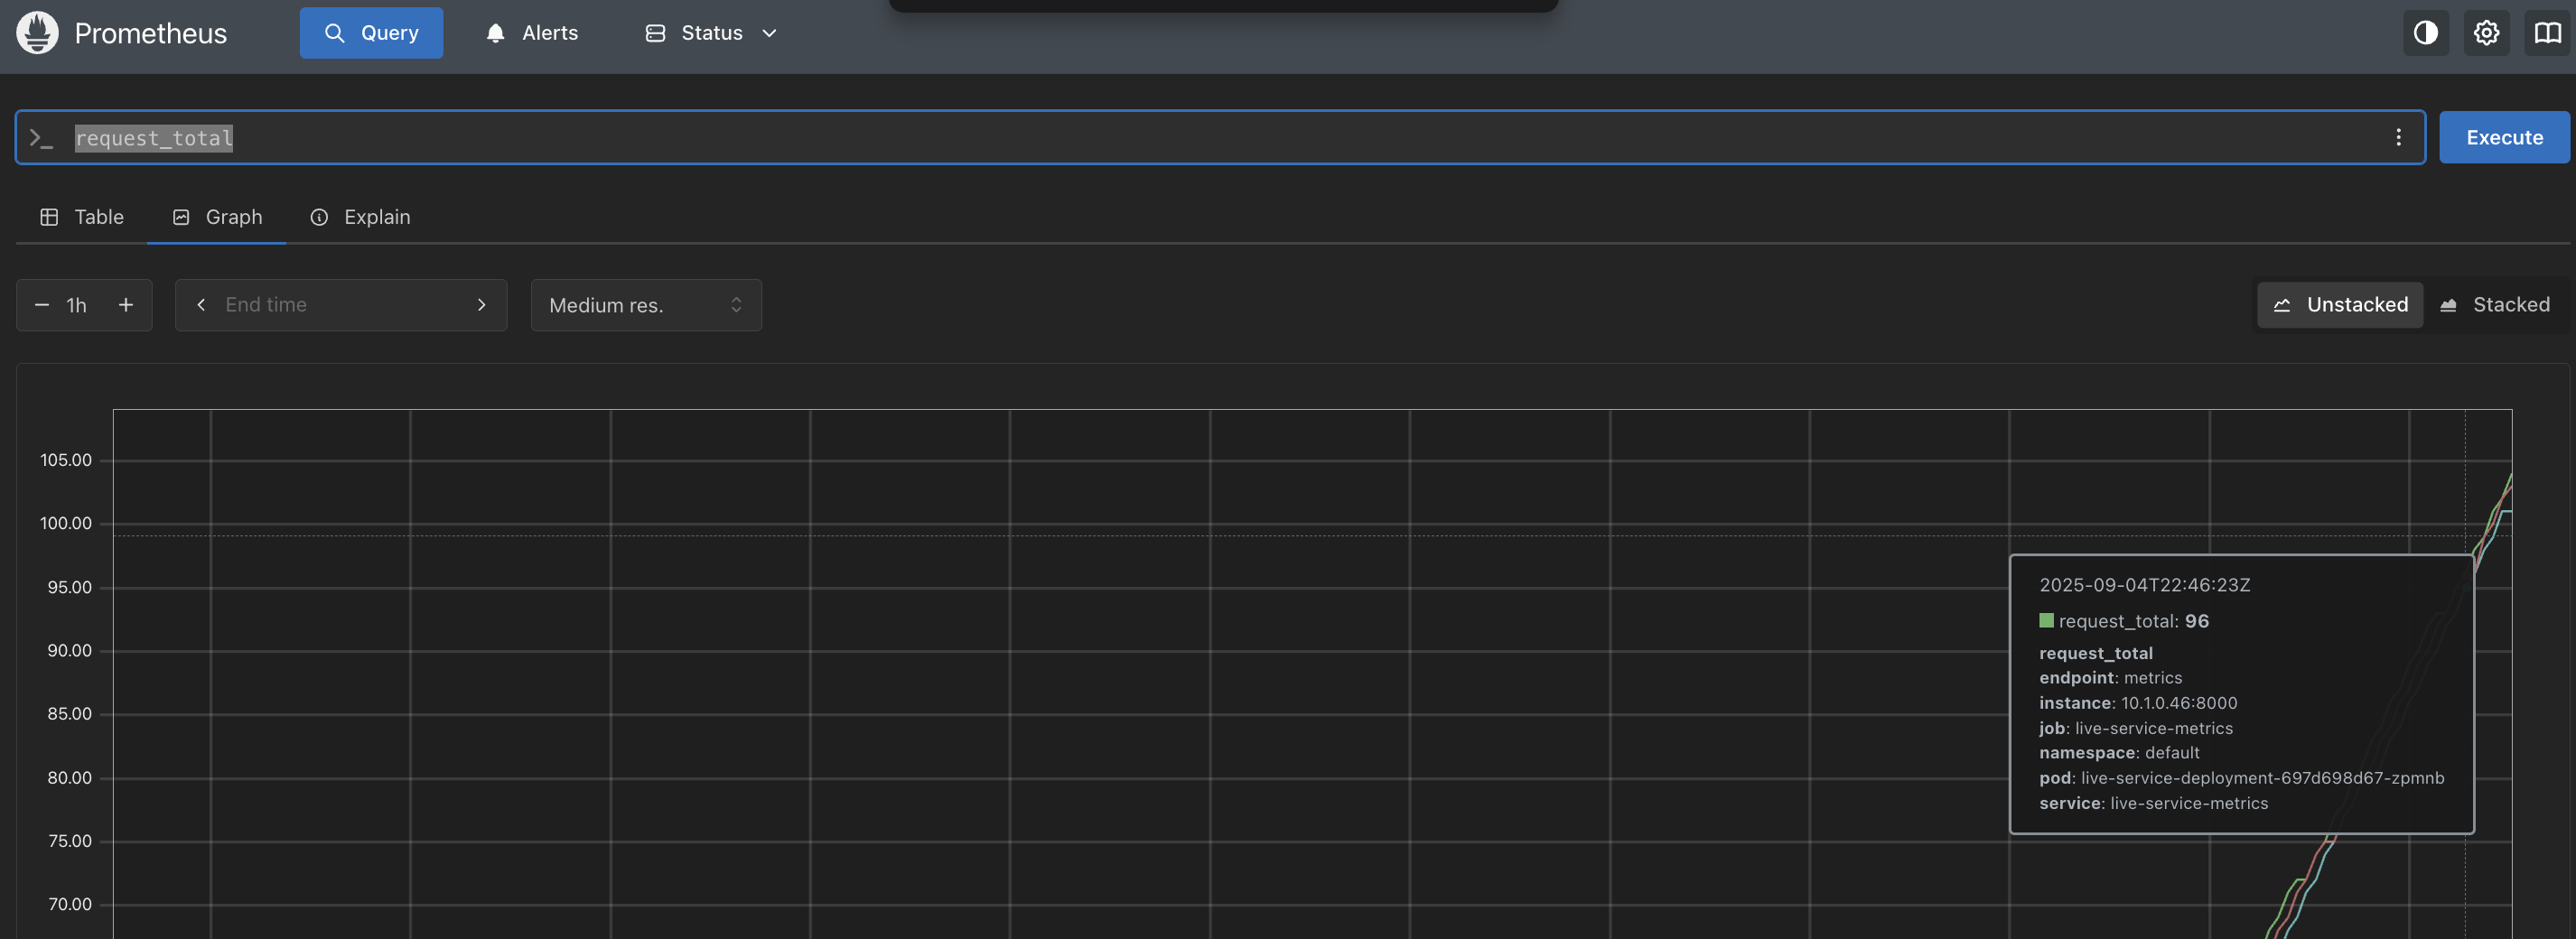 Prometheus
Query
Alerts
Status
request_total
Execute
Table
Graph
Explain
1h
End time
Medium res.
Unstacked
Stacked
105.00
100.00
95.00
90.00
85.00
80.00
75.00
70.00
2025-09-04T22:46:23Z
request_total: 96
request_total
endpoint: metrics
instance: 10.1.0.46:8000
job: live-service-metrics
namespace: default
pod: live-service-deployment-697d698d67-zpmnb
service: live-service-metrics